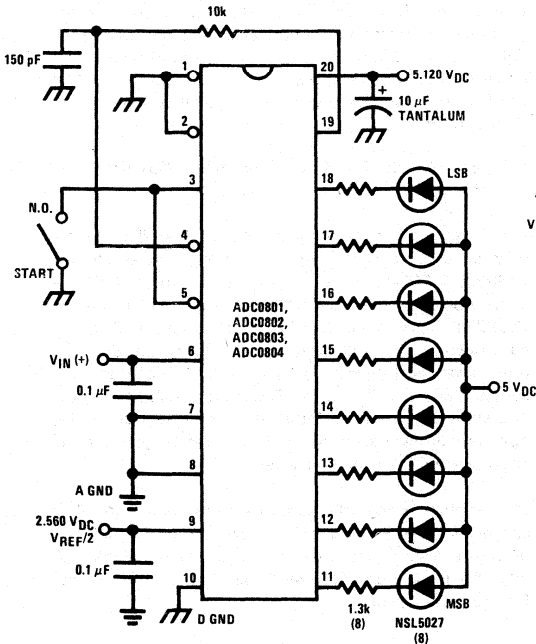 10k
150 pF
1
20
5.120 VDC
+
10 μF
TANTALUM
2
19
3
18
LSB
N.O.
4
17
V
START
5
16
ADC0801,
ADC0802,
ADC0803,
ADC0804
VIN (+)
6
15
5 VDC
0.1 μF
7
14
8
13
A GND
2.560 VDC
VREF/2
9
12
0.1 μF
10
11
D GND
1.3k
(8)
NSL5027
(8)
MSB